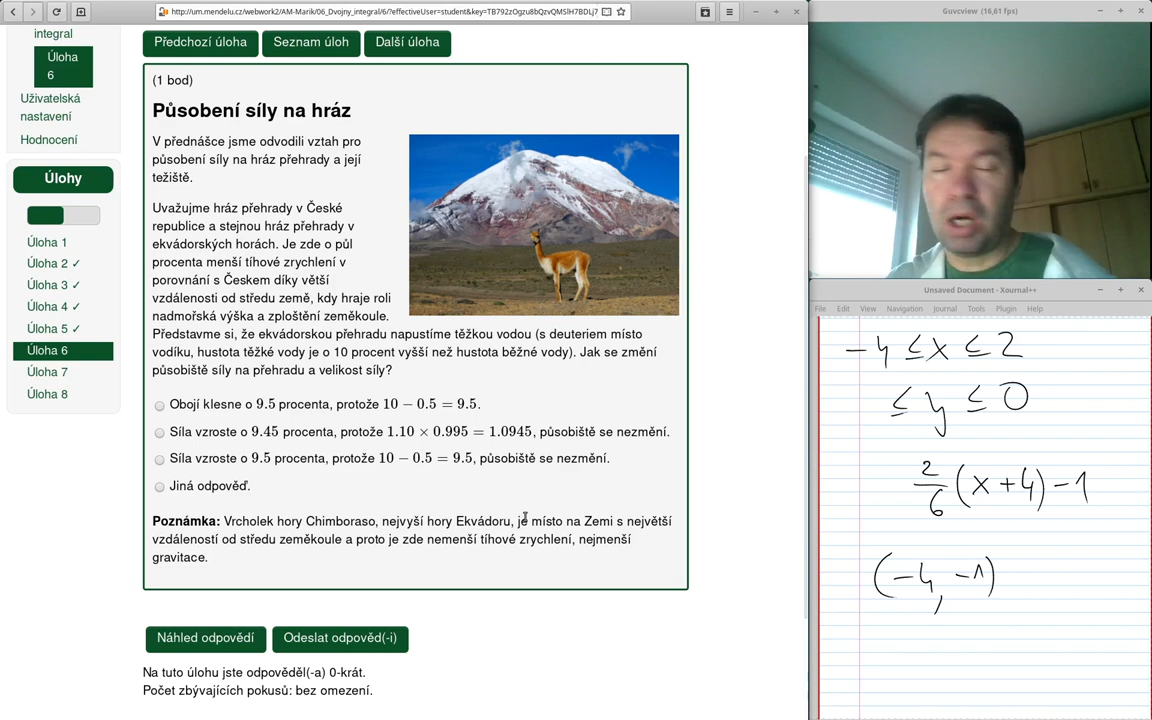 http://um.mendelu.cz/webwork2/AM-Marik/06_Dvojny_integral/6/?effectiveUser=student&key=TB792zOgzu8bQzvQMSlH7BDLj7
integral
Úloha
6
Uživatelská
nastavení
Hodnocení
Úlohy
Úloha 1
Úloha 2 ✓
Úloha 3 ✓
Úloha 4 ✓
Úloha 5 ✓
Úloha 6
Úloha 7
Úloha 8
Předchozí úloha
Seznam úloh
Další úloha
(1 bod)
Působení síly na hráz
V přednášce jsme odvodili vztah pro
působení síly na hráz přehrady a její
težiště.
Uvažujme hráz přehrady v České
republice a stejnou hráz přehrady v
ekvádorských horách. Je zde o půl
procenta menší tíhové zrychlení v
porovnání s Českem díky větší
vzdálenosti od středu země, kdy hraje roli
nadmořská výška a zploštění zeměkoule.
Představme si, že ekvádorskou přehradu napustíme těžkou vodou (s deuteriem místo
vodíku, hustota těžké vody je o 10 procent vyšší než hustota běžné vody). Jak se změní
působiště síly na přehradu a velikost síly?
Obojí klesne o 9.5 procenta, protože 10 − 0.5 = 9.5.
Síla vzroste o 9.45 procenta, protože 1.10 × 0.995 = 1.0945, působiště se nezmění.
Síla vzroste o 9.5 procenta, protože 10 − 0.5 = 9.5, působiště se nezmění.
Jiná odpověď.
Poznámka: Vrcholek hory Chimboraso, nejvyší hory Ekvádoru, je místo na Zemi s největší
vzdáleností od středu zeměkoule a proto je zde nemenší tíhové zrychlení, nejmenší
gravitace.
Náhled odpovědí
Odeslat odpověd(-i)
Na tuto úlohu jste odpověděl(-a) 0-krát.
Počet zbývajících pokusů: bez omezení.
Guvcview (16,61 fps)
Unsaved Document - Xournal++
File Edit View Navigation Journal Tools Plugin Help
−4 ≤ x ≤ 2
≤ y ≤ 0
2/6 (x+4) −1
(−4, −1)